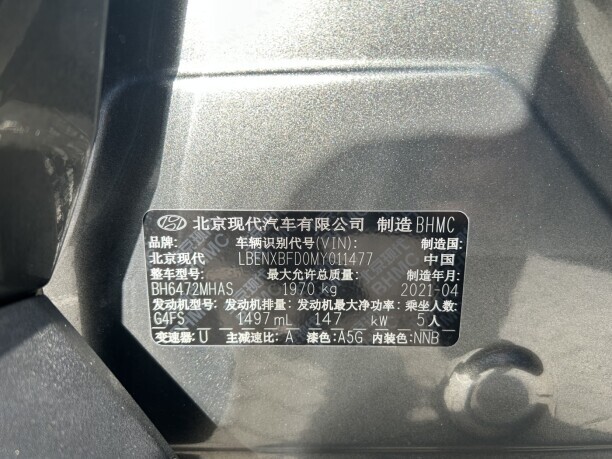 北京现代汽车有限公司 制造 BHMC
品牌: 车辆识别代号(VIN): 制造国:
北京现代 LBENXBFD0MY011477 中国
整车型号: 最大允许总质量: 制造年月:
BH6472MHAS 1970 kg 2021-04
发动机型号: 发动机排量: 发动机最大净功率: 乘坐人数:
G4FS 1497 mL 147 kW 5人
变速器: U 主减速比: A 漆色: A5G 内装色: NNB